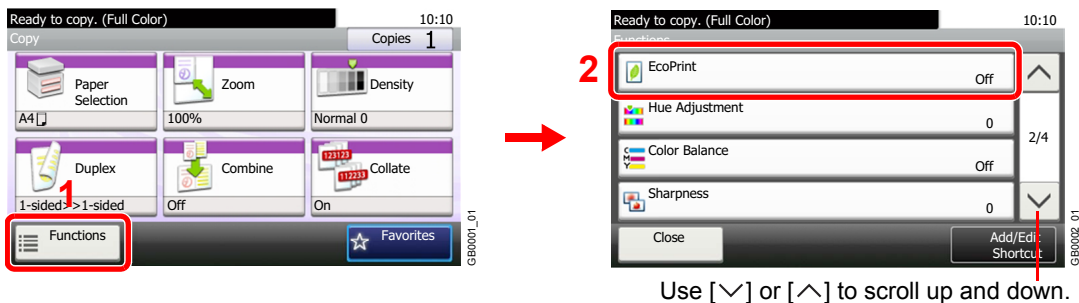 Ready to copy. (Full Color) 10:10
Copy Copies 1
Paper
Selection
Zoom
Density
A4
100%
Normal 0
Duplex
Combine
123123
112233
Collate
1-sided>>1-sided
Off
On
1
Functions
Favorites
GB0001_01
Ready to copy. (Full Color) 10:10
Functions
2
EcoPrint
Off
Hue Adjustment
0
2/4
C
M
Y
Color Balance
Off
Sharpness
0
Close
Add/Edit
Shortcut
GB0002_01
Use [∨] or [∧] to scroll up and down.